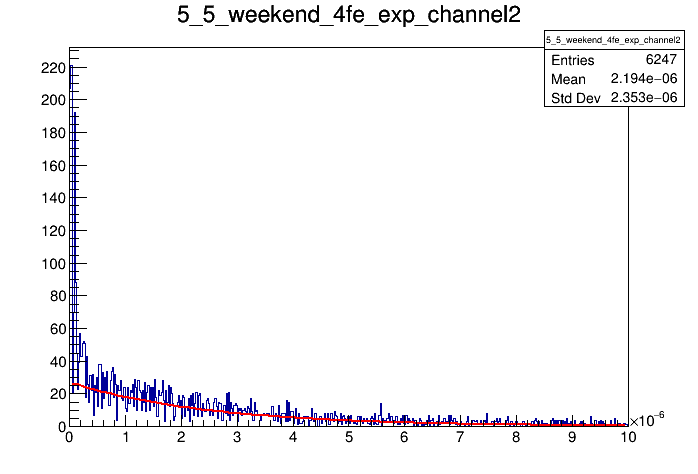 5_5_weekend_4fe_exp_channel2
5_5_weekend_4fe_exp_channel2
Entries 6247
Mean 2.194e−06
Std Dev 2.353e−06
220
200
180
160
140
120
100
80
60
40
20
0
0 1 2 3 4 5 6 7 8 9 10
×10⁻⁶